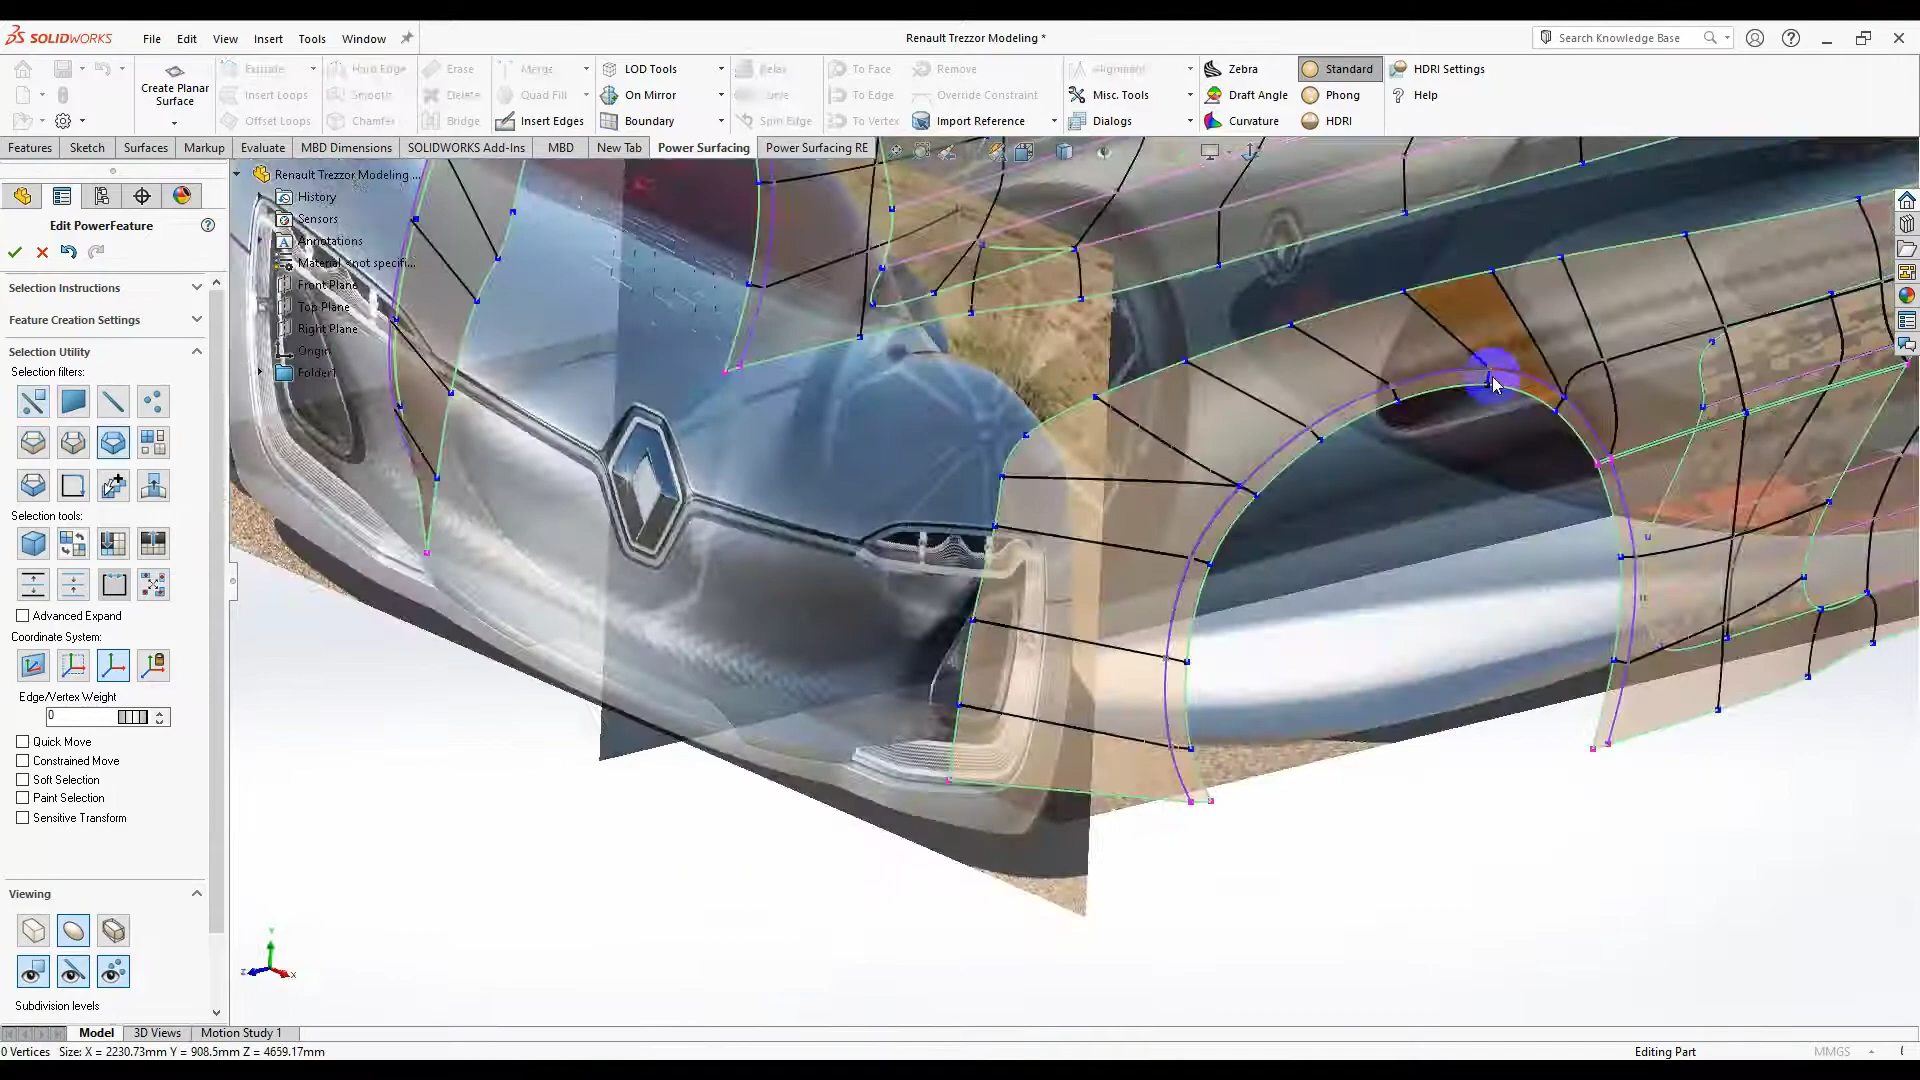 SOLIDWORKS File Edit View Insert Tools Window Renault Trezzor Modeling * Search Knowledge Base
Create Planar Surface
Extrude Hard Edge Erase Merge LOD Tools Relax To Face Remove Alignment Zebra Standard HDRI Settings
Insert Loops Smooth Delete Quad Fill On Mirror To Edge Override Constraint Misc. Tools Draft Angle Phong Help
Offset Loops Chamfer Bridge Insert Edges Boundary Spin Edge To Vertex Import Reference Dialogs Curvature HDRI
Features Sketch Surfaces Markup Evaluate MBD Dimensions SOLIDWORKS Add-Ins MBD New Tab Power Surfacing Power Surfacing RE
Renault Trezzor Modeling ...
History
Sensors
Annotations
Material <not specifi...
Front Plane
Top Plane
Right Plane
Origin
Folder1
Edit PowerFeature
Selection Instructions
Feature Creation Settings
Selection Utility
Selection filters:
Selection tools:
Advanced Expand
Coordinate System:
Edge/Vertex Weight
0
Quick Move
Constrained Move
Soft Selection
Paint Selection
Sensitive Transform
Viewing
Subdivision levels
Y
Z X
Model 3D Views Motion Study 1
0 Vertices Size: X = 2230.73mm Y = 908.5mm Z = 4659.17mm Editing Part MMGS